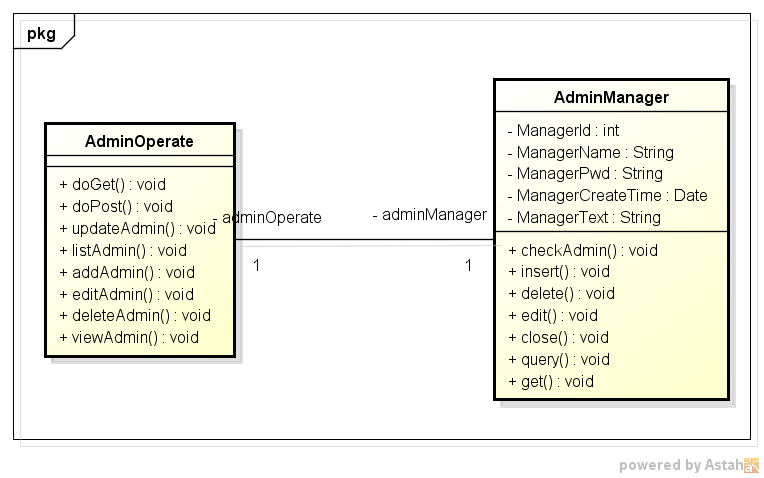 pkg
AdminOperate
+ doGet() : void
+ doPost() : void
+ updateAdmin() : void
+ listAdmin() : void
+ addAdmin() : void
+ editAdmin() : void
+ deleteAdmin() : void
+ viewAdmin() : void
- adminOperate
1
- adminManager
1
AdminManager
- ManagerId : int
- ManagerName : String
- ManagerPwd : String
- ManagerCreateTime : Date
- ManagerText : String
+ checkAdmin() : void
+ insert() : void
+ delete() : void
+ edit() : void
+ close() : void
+ query() : void
+ get() : void
powered by Astah